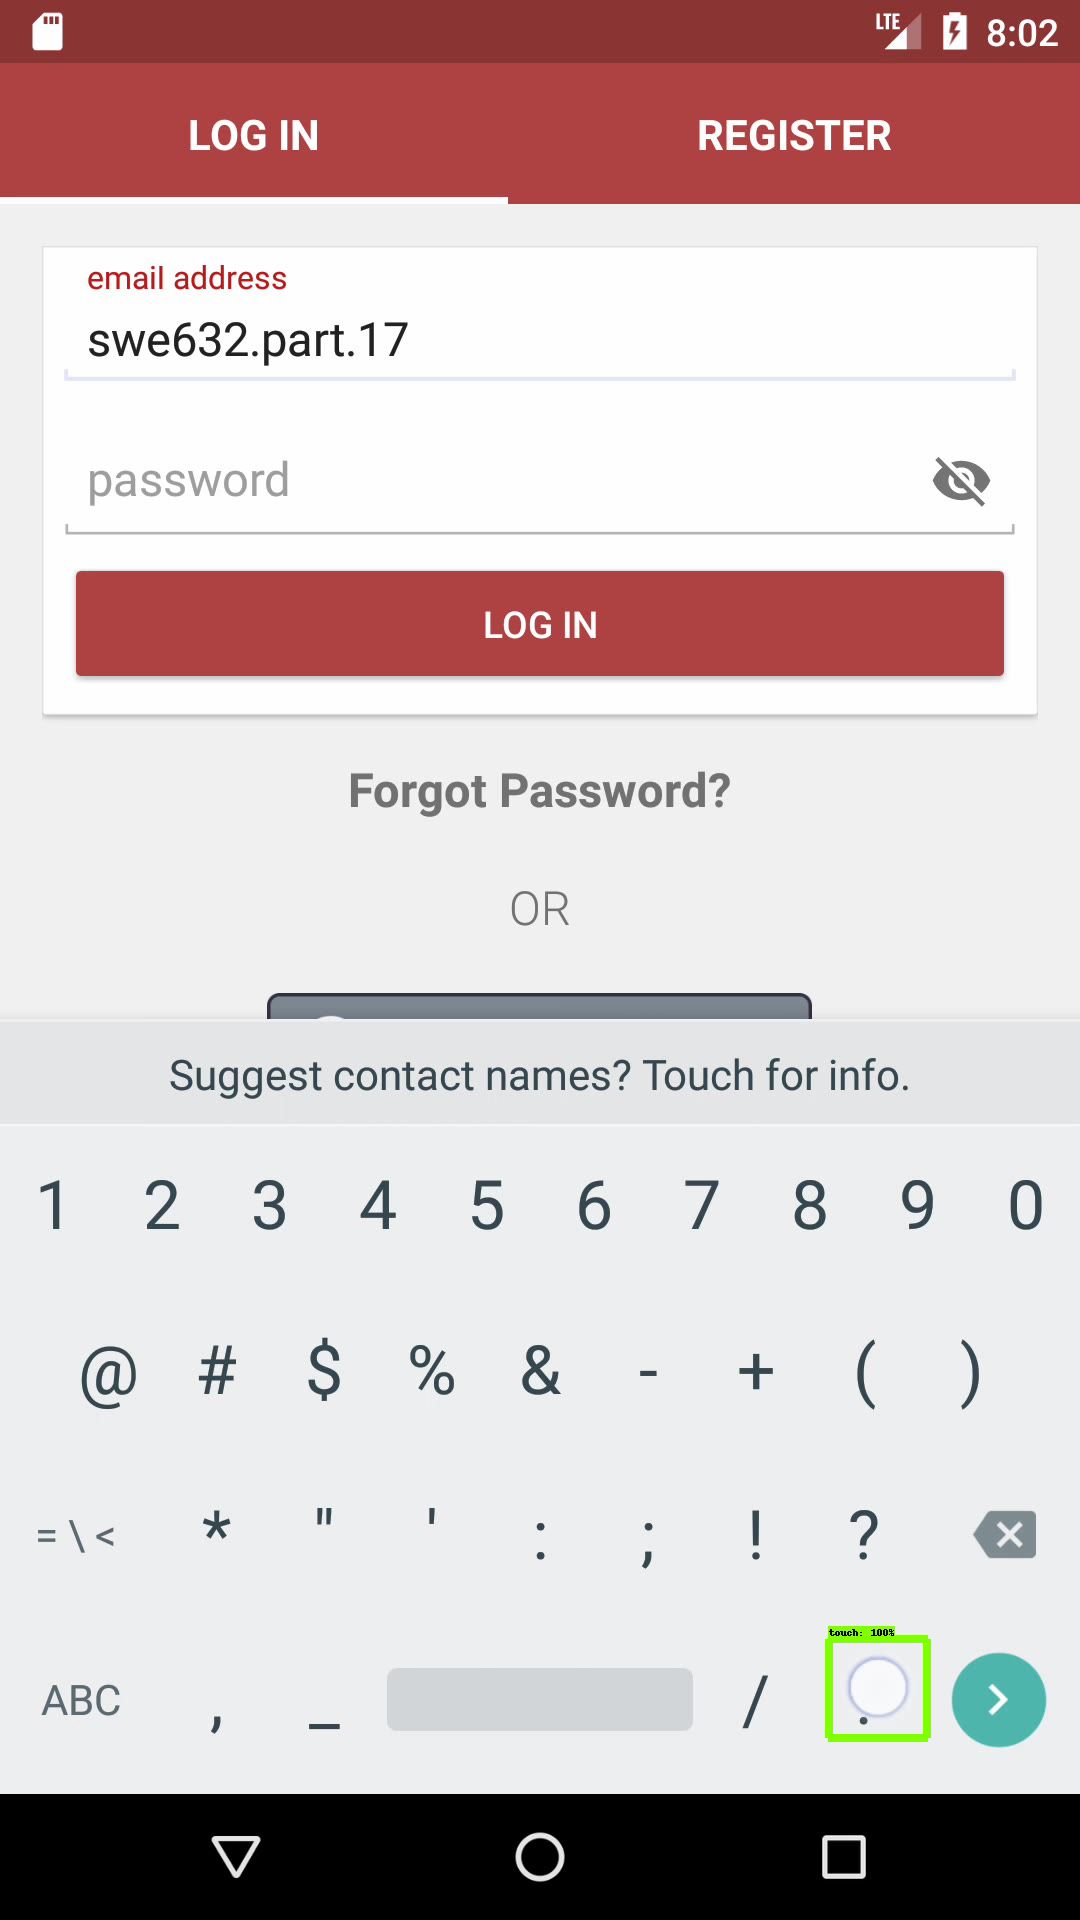 LTE 8:02
LOG IN REGISTER
email address
swe632.part.17
password
LOG IN
Forgot Password?
OR
Suggest contact names? Touch for info.
1 2 3 4 5 6 7 8 9 0
@ # $ % & - + ( )
= \ < * " ' : ; ! ?
touch: 100%
ABC , _ / .